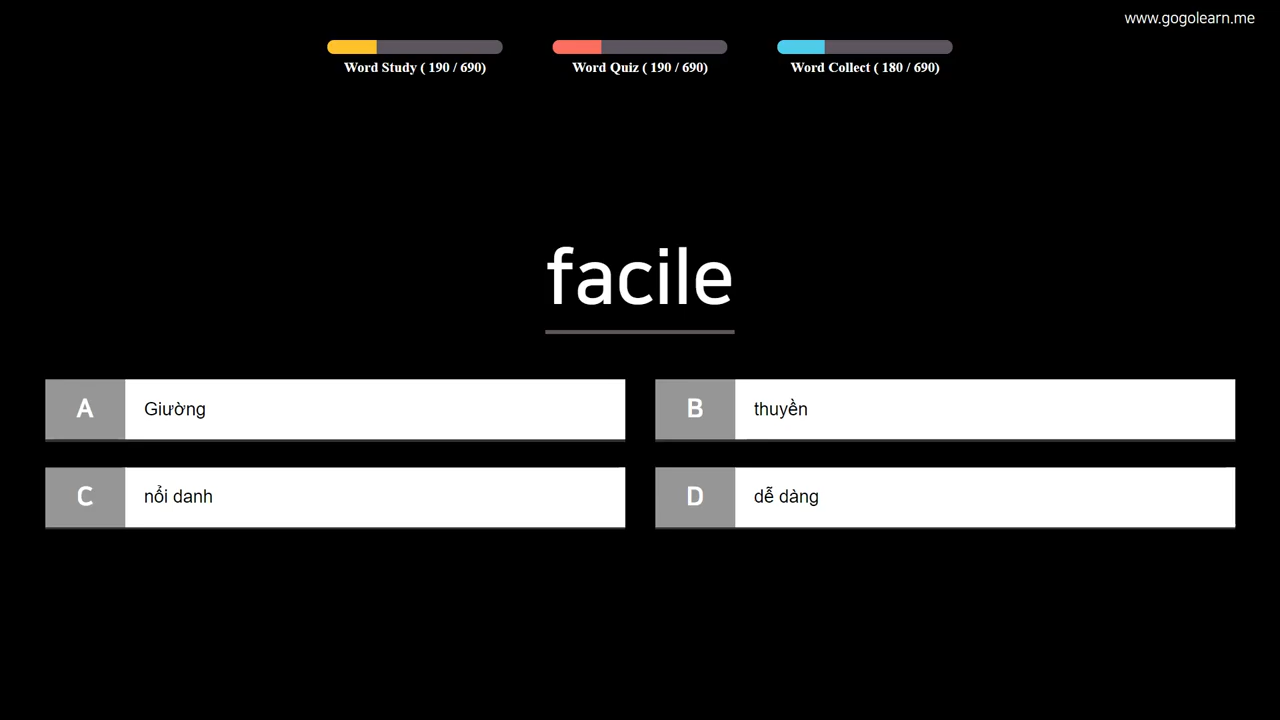 www.gogolearn.me
Word Study ( 190 / 690)
Word Quiz ( 190 / 690)
Word Collect ( 180 / 690)
facile
A Giường
B thuyền
C nổi danh
D dễ dàng